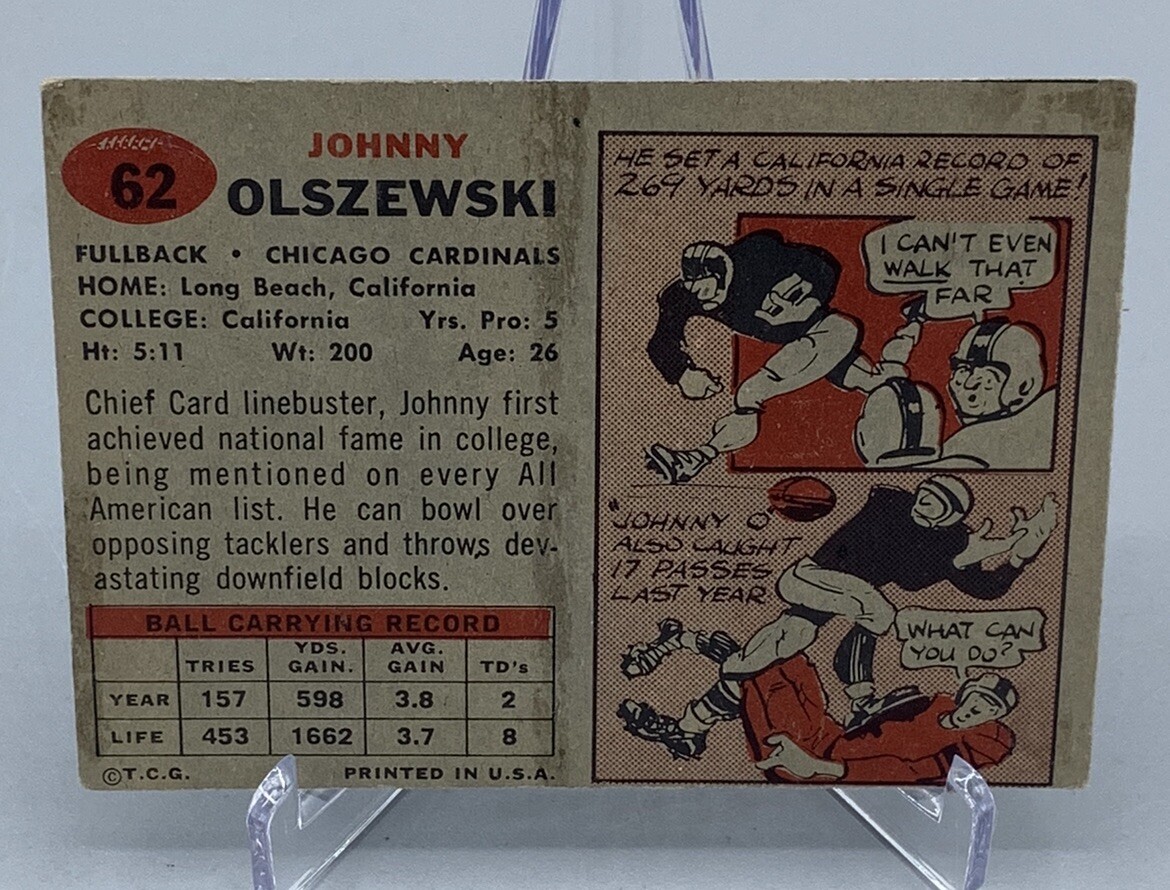 62
JOHNNY
OLSZEWSKI
FULLBACK • CHICAGO CARDINALS
HOME: Long Beach, California
COLLEGE: California Yrs. Pro: 5
Ht: 5:11 Wt: 200 Age: 26
Chief Card linebuster, Johnny first
achieved national fame in college,
being mentioned on every All
American list. He can bowl over
opposing tacklers and throws dev-
astating downfield blocks.
BALL CARRYING RECORD
TRIES YDS. GAIN. AVG. GAIN TD's
YEAR 157 598 3.8 2
LIFE 453 1662 3.7 8
©T.C.G. PRINTED IN U.S.A.
HE SET A CALIFORNIA RECORD OF
269 YARDS IN A SINGLE GAME!
I CAN'T EVEN
WALK THAT
FAR
"JOHNNY O"
ALSO CAUGHT
17 PASSES
LAST YEAR
WHAT CAN
YOU DO?